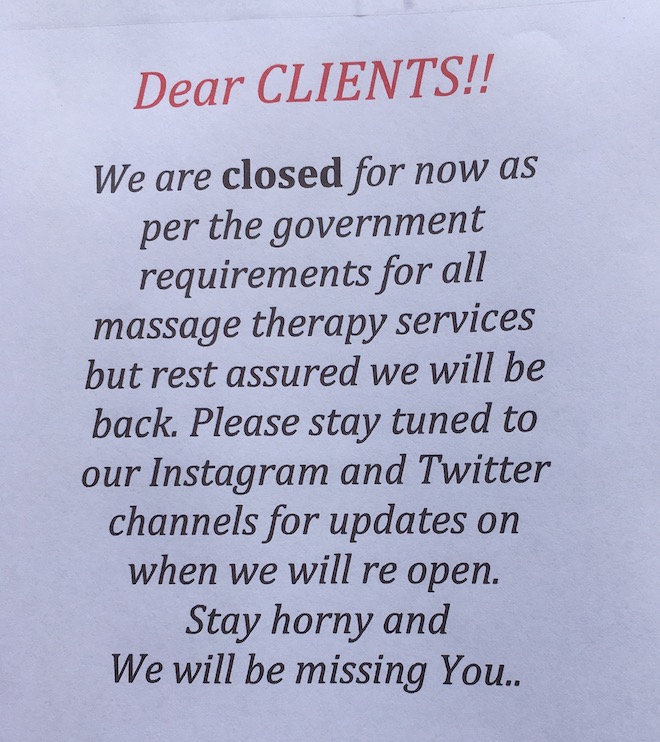 Dear CLIENTS!!
We are closed for now as
per the government
requirements for all
massage therapy services
but rest assured we will be
back. Please stay tuned to
our Instagram and Twitter
channels for updates on
when we will re open.
Stay horny and
We will be missing You..